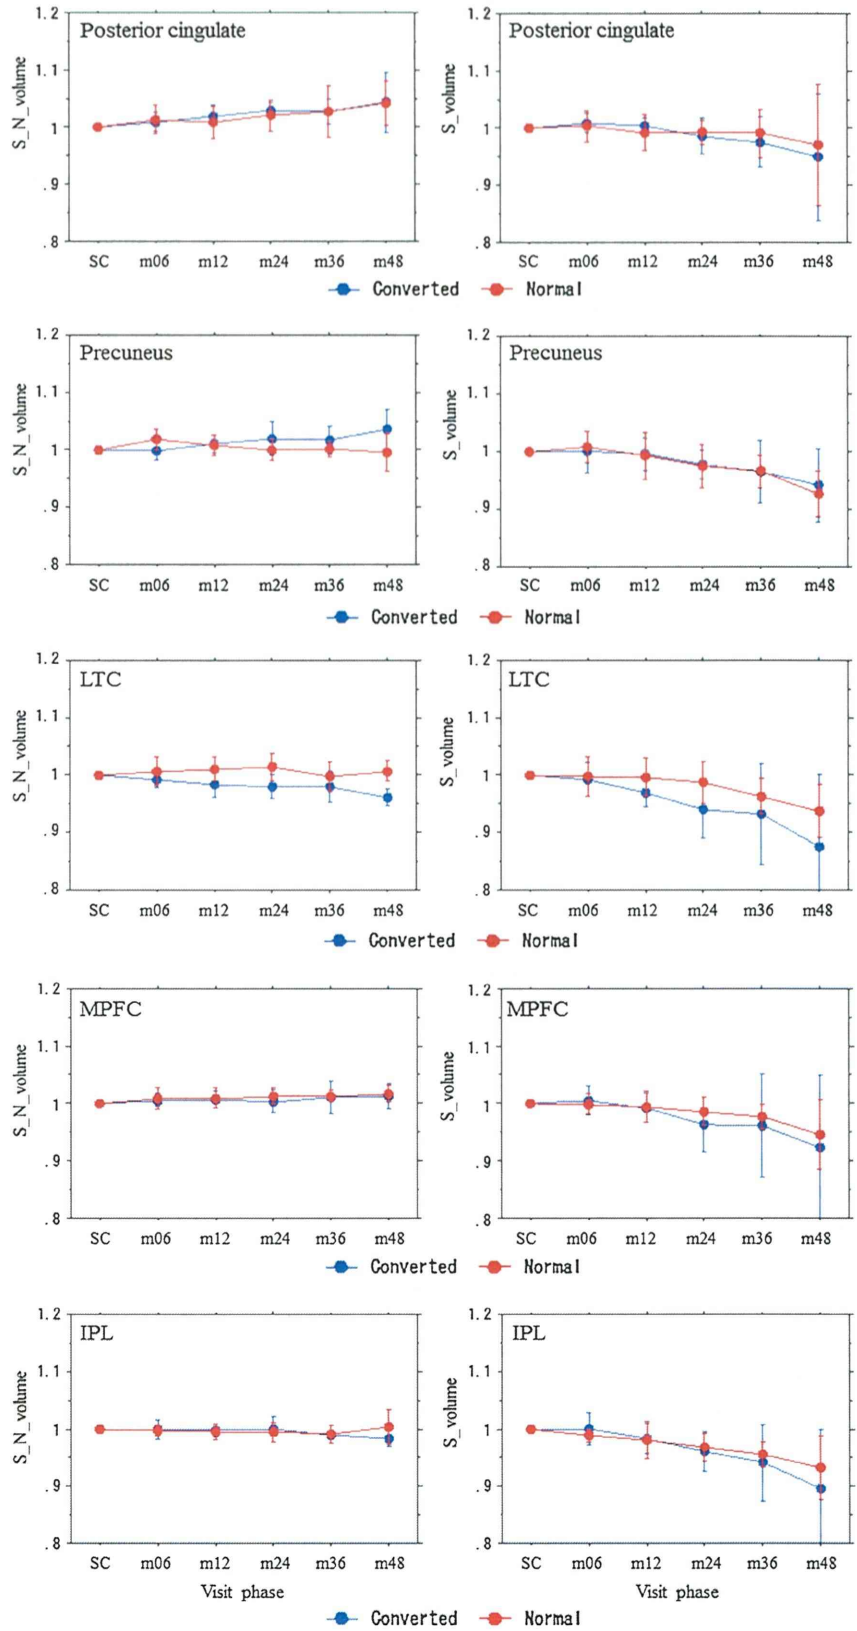 Posterior cingulate
S_N_volume
1.2
1.1
1
.9
.8
SC m06 m12 m24 m36 m48
Posterior cingulate
S_volume
1.2
1.1
1
.9
.8
SC m06 m12 m24 m36 m48
Converted Normal
Precuneus
S_N_volume
1.2
1.1
1
.9
.8
SC m06 m12 m24 m36 m48
Precuneus
S_volume
1.2
1.1
1
.9
.8
SC m06 m12 m24 m36 m48
Converted Normal
LTC
S_N_volume
1.2
1.1
1
.9
.8
SC m06 m12 m24 m36 m48
LTC
S_volume
1.2
1.1
1
.9
.8
SC m06 m12 m24 m36 m48
Converted Normal
MPFC
S_N_volume
1.2
1.1
1
.9
.8
SC m06 m12 m24 m36 m48
MPFC
S_volume
1.2
1.1
1
.9
.8
SC m06 m12 m24 m36 m48
Converted Normal
IPL
S_N_volume
1.2
1.1
1
.9
.8
SC m06 m12 m24 m36 m48
Visit phase
IPL
S_volume
1.2
1.1
1
.9
.8
SC m06 m12 m24 m36 m48
Visit phase
Converted Normal